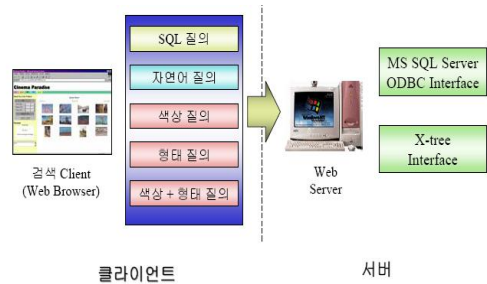 Cinema Paradise
검색 Client
(Web Browser)
SQL 질의
자연어 질의
색상 질의
형태 질의
색상 + 형태 질의
Web
Server
MS SQL Server
ODBC Interface
X-tree
Interface
클라이언트
서버